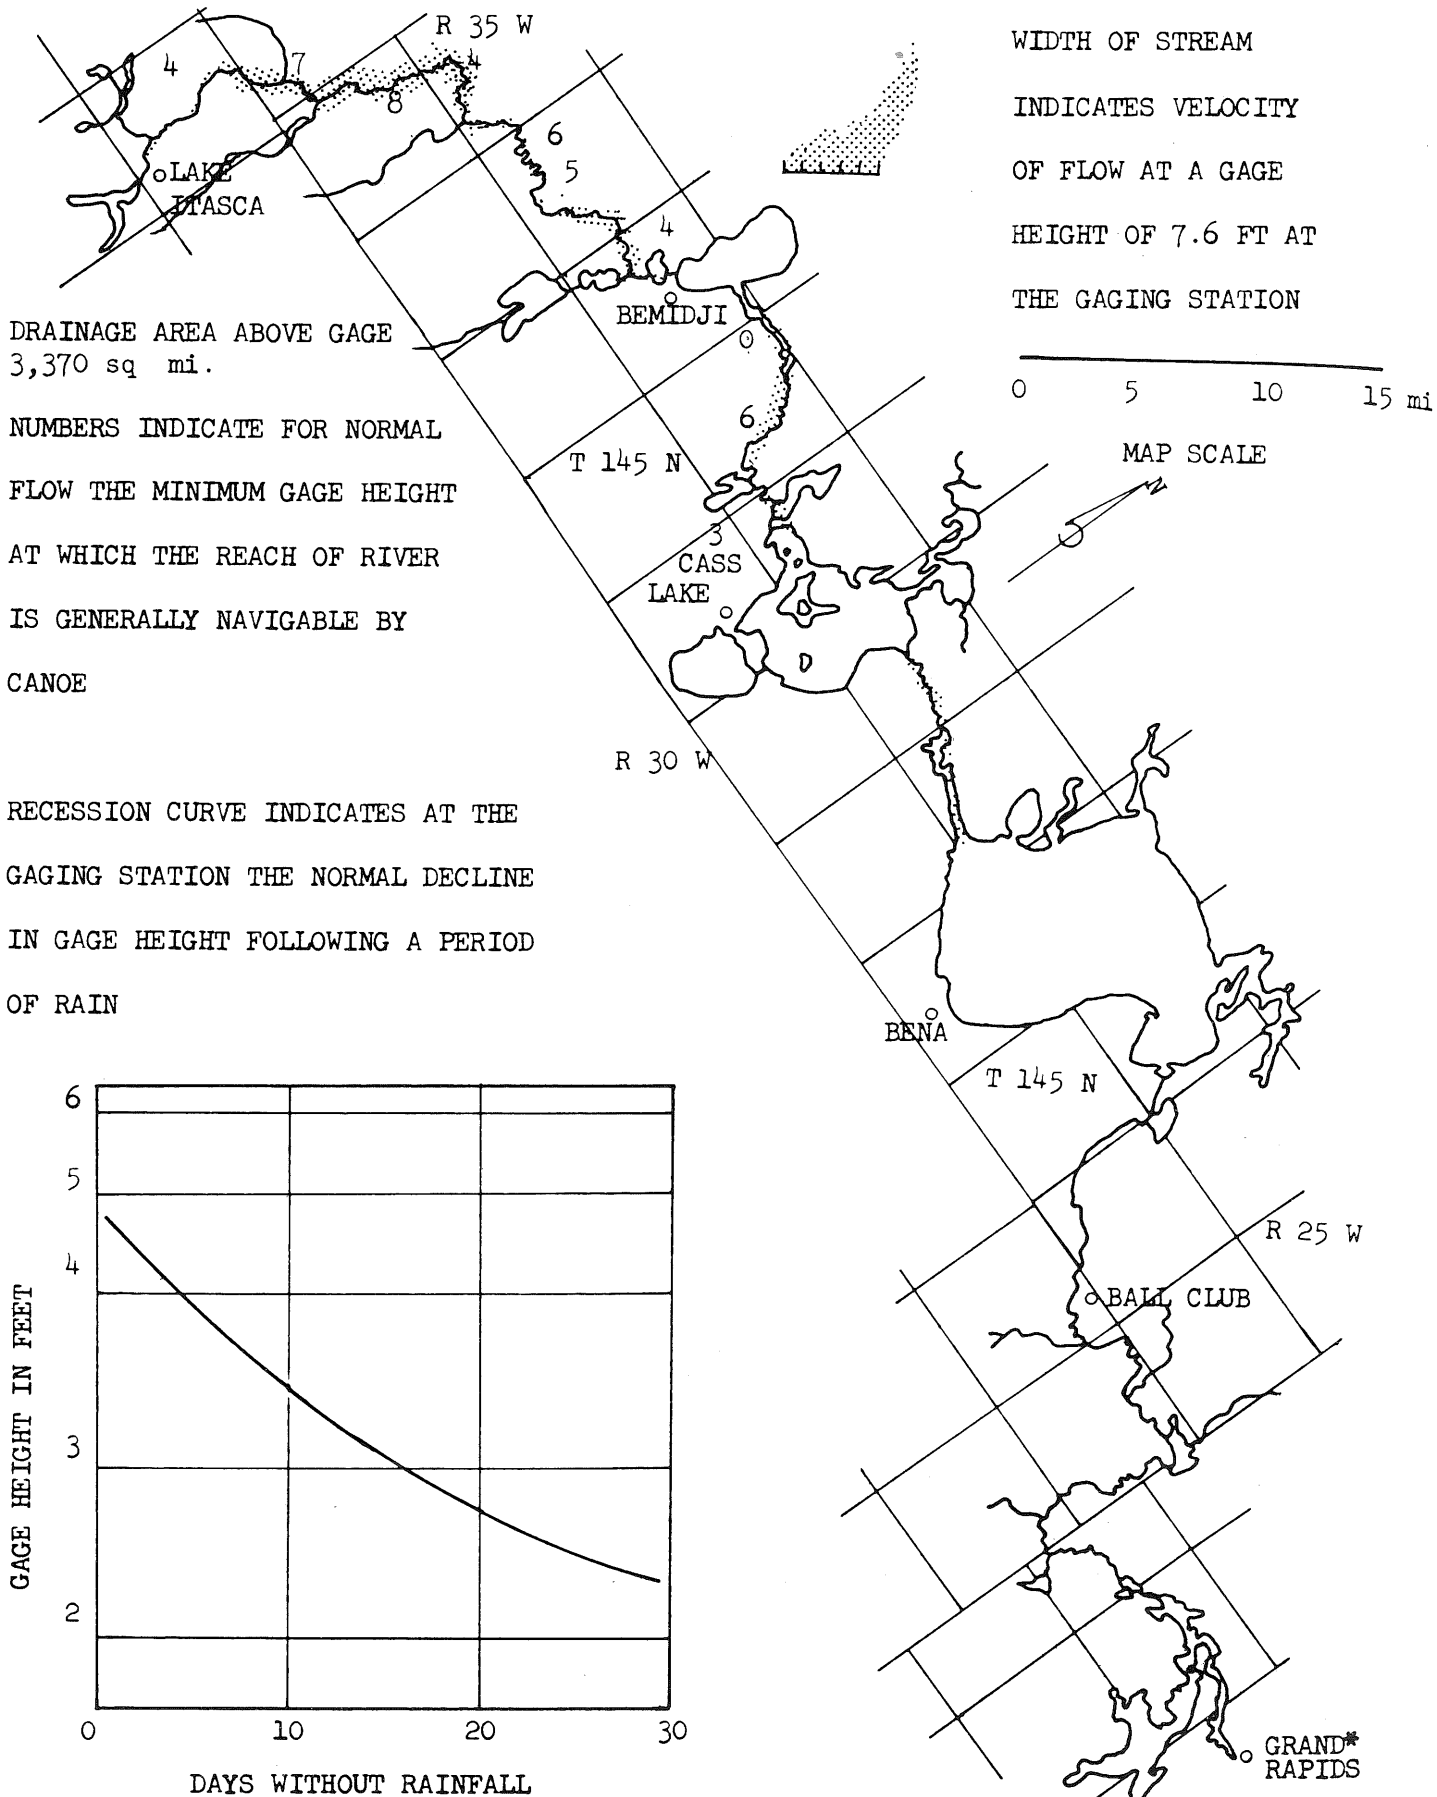 R 35 W
WIDTH OF STREAM
INDICATES VELOCITY
OF FLOW AT A GAGE
HEIGHT OF 7.6 FT AT
THE GAGING STATION
0 5 10 15 mi
MAP SCALE
N
4
7
4
8
6
5
4
LAKE
ITASCA
BEMIDJI
0
6
T 145 N
3
CASS
LAKE
R 30 W
DRAINAGE AREA ABOVE GAGE
3,370 sq mi.
NUMBERS INDICATE FOR NORMAL
FLOW THE MINIMUM GAGE HEIGHT
AT WHICH THE REACH OF RIVER
IS GENERALLY NAVIGABLE BY
CANOE
RECESSION CURVE INDICATES AT THE
GAGING STATION THE NORMAL DECLINE
IN GAGE HEIGHT FOLLOWING A PERIOD
OF RAIN
BENA
T 145 N
R 25 W
BALL CLUB
GRAND*
RAPIDS
GAGE HEIGHT IN FEET
6
5
4
3
2
0 10 20 30
DAYS WITHOUT RAINFALL